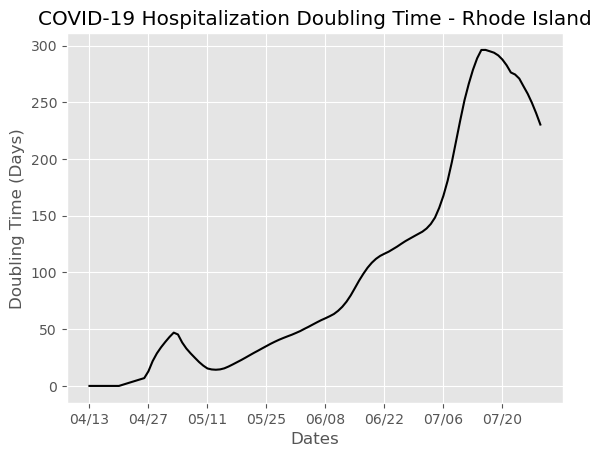 COVID-19 Hospitalization Doubling Time - Rhode Island
Doubling Time (Days)
300
250
200
150
100
50
0
04/13 04/27 05/11 05/25 06/08 06/22 07/06 07/20
Dates